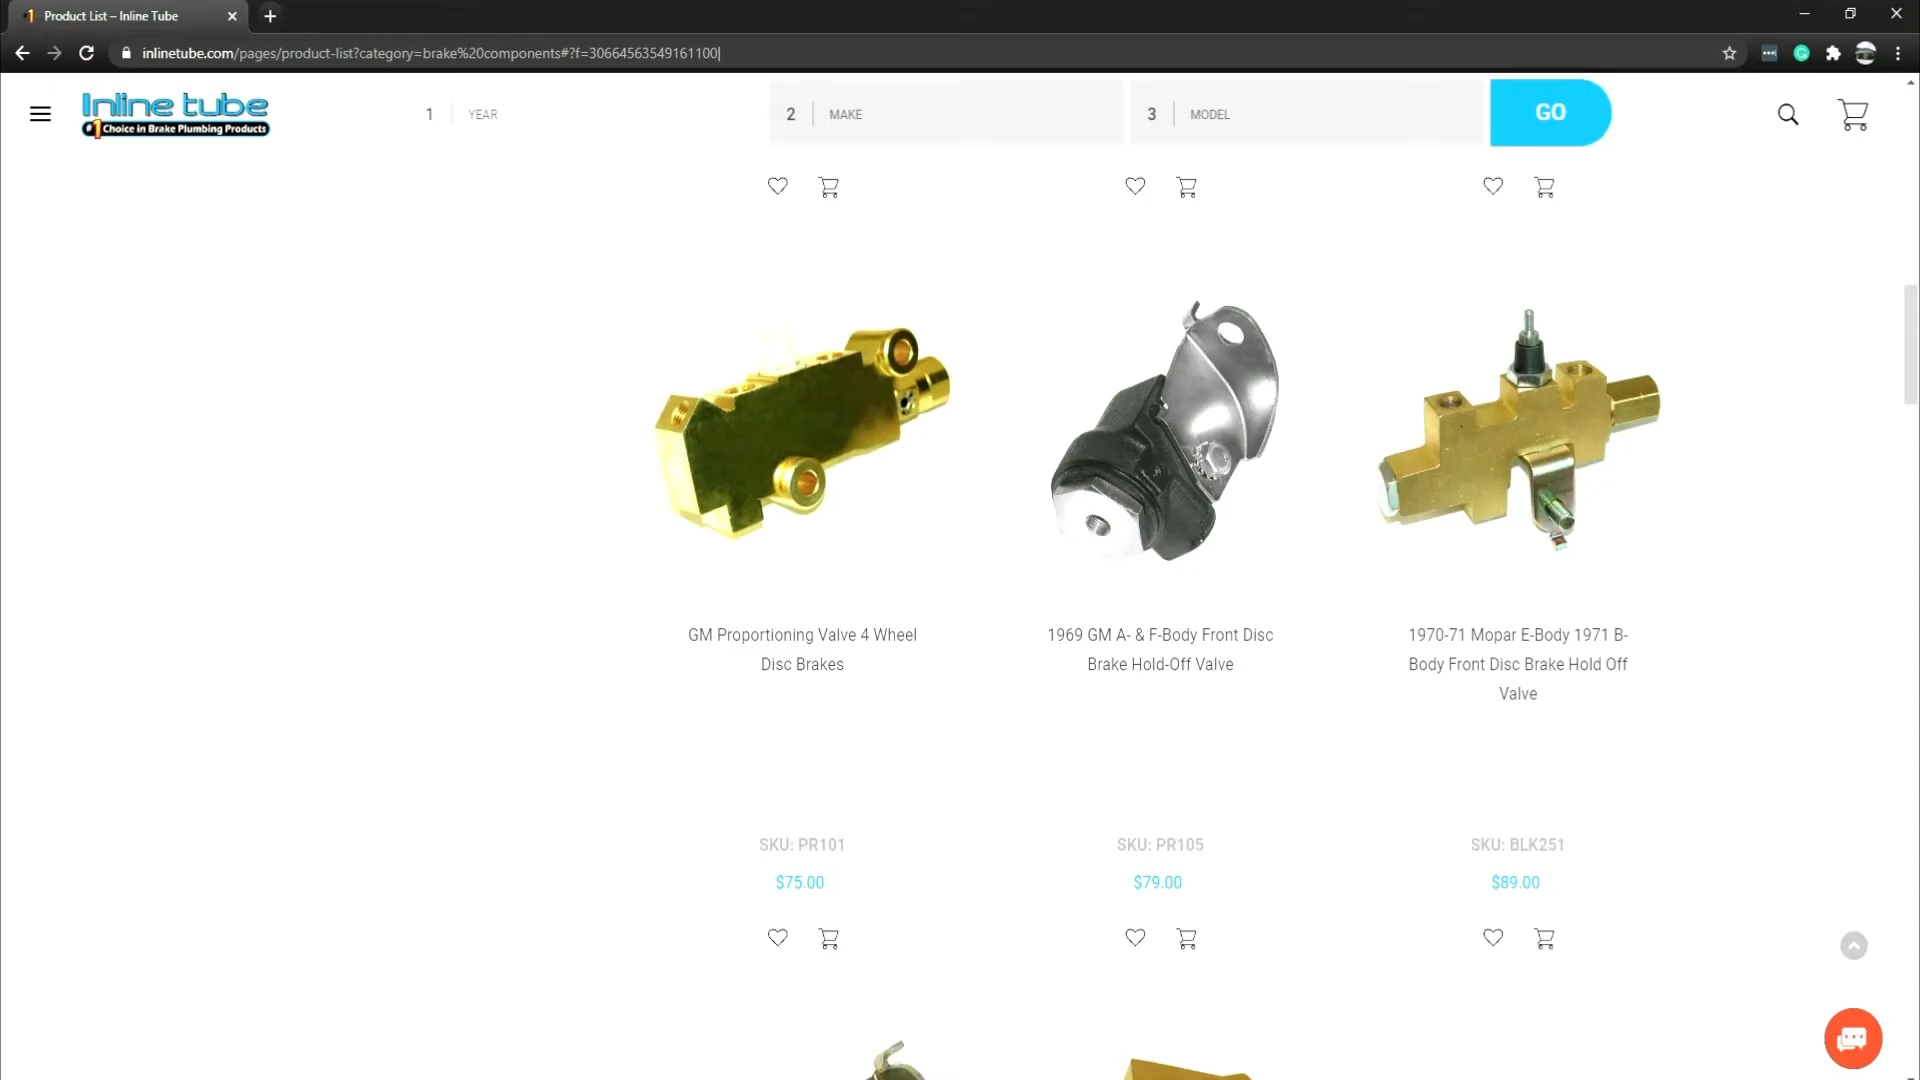 Product List – Inline Tube
inlinetube.com/pages/product-list?category=brake%20components#?f=30664563549161100
Inline tube
#1 Choice in Brake Plumbing Products
1 YEAR
2 MAKE
3 MODEL
GO
GM Proportioning Valve 4 Wheel
Disc Brakes
1969 GM A- & F-Body Front Disc
Brake Hold-Off Valve
1970-71 Mopar E-Body 1971 B-
Body Front Disc Brake Hold Off
Valve
SKU: PR101
SKU: PR105
SKU: BLK251
$75.00
$79.00
$89.00